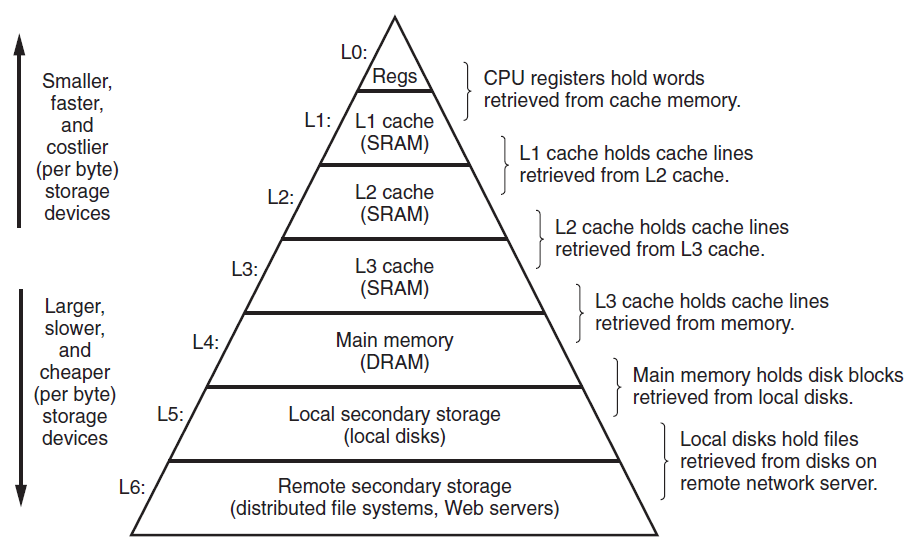 L0:
Regs
CPU registers hold words
retrieved from cache memory.
Smaller,
faster,
and
costlier
(per byte)
storage
devices
L1:
L1 cache
(SRAM)
L1 cache holds cache lines
retrieved from L2 cache.
L2:
L2 cache
(SRAM)
L2 cache holds cache lines
retrieved from L3 cache.
L3:
L3 cache
(SRAM)
L3 cache holds cache lines
retrieved from memory.
Larger,
slower,
and
cheaper
(per byte)
storage
devices
L4:
Main memory
(DRAM)
Main memory holds disk blocks
retrieved from local disks.
L5:
Local secondary storage
(local disks)
Local disks hold files
retrieved from disks on
remote network server.
L6:
Remote secondary storage
(distributed file systems, Web servers)